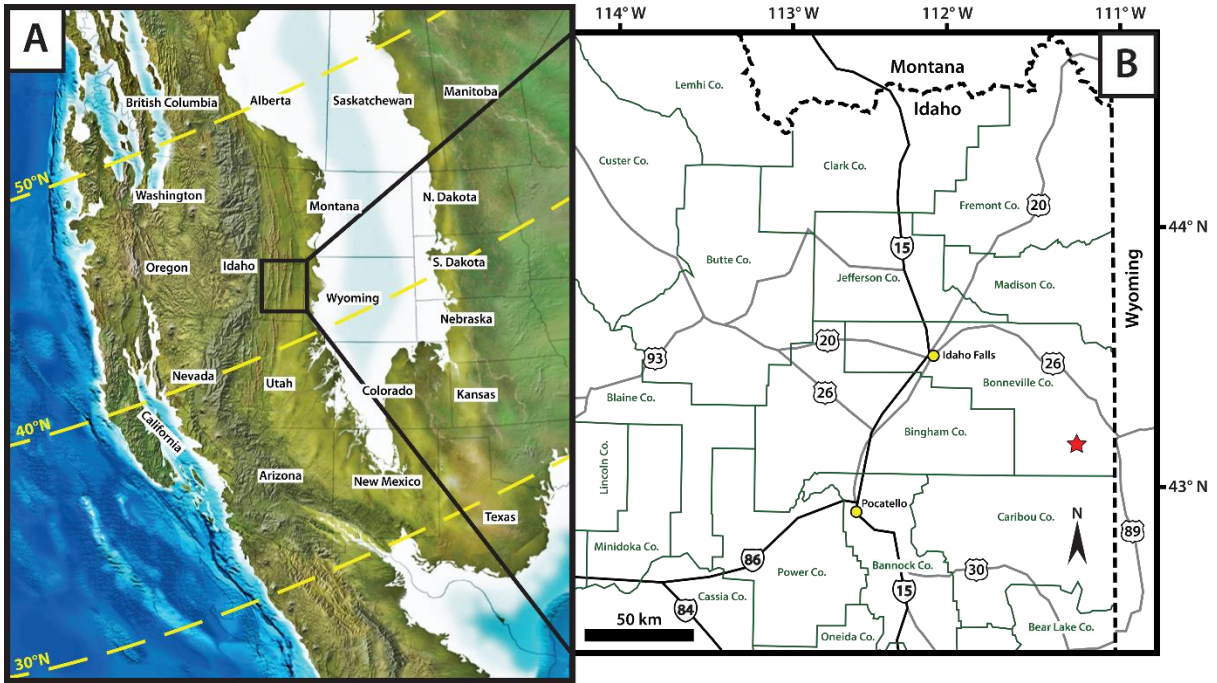 A
British Columbia
Alberta
Saskatchewan
Manitoba
50°N
Washington
Montana
N. Dakota
Oregon
Idaho
S. Dakota
Wyoming
Nebraska
Nevada
Utah
Colorado
Kansas
40°N
California
Arizona
New Mexico
Texas
30°N
114°W
113°W
112°W
111°W
B
Montana
Idaho
Lemhi Co.
Custer Co.
Clark Co.
Fremont Co.
20
44° N
15
Butte Co.
Jefferson Co.
Madison Co.
Wyoming
93
20
Idaho Falls
26
26
Bonneville Co.
Blaine Co.
Bingham Co.
Lincoln Co.
43° N
Pocatello
Caribou Co.
N
89
Minidoka Co.
86
Power Co.
Bannock Co.
30
15
Cassia Co.
84
50 km
Oneida Co.
Bear Lake Co.